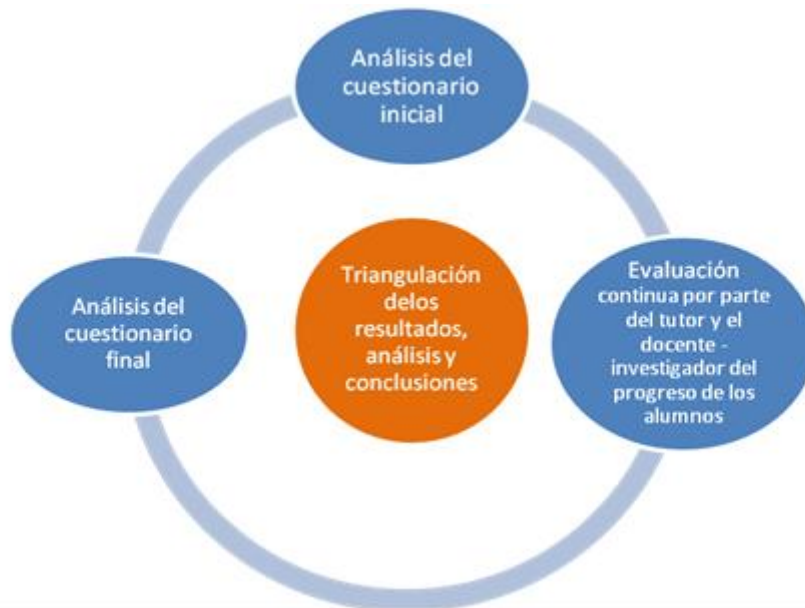 Análisis del
cuestionario
inicial
Triangulación
delos
resultados,
análisis y
conclusiones
Evaluación
continua por parte
del tutor y el
docente -
investigador del
progreso de los
alumnos
Análisis del
cuestionario
final